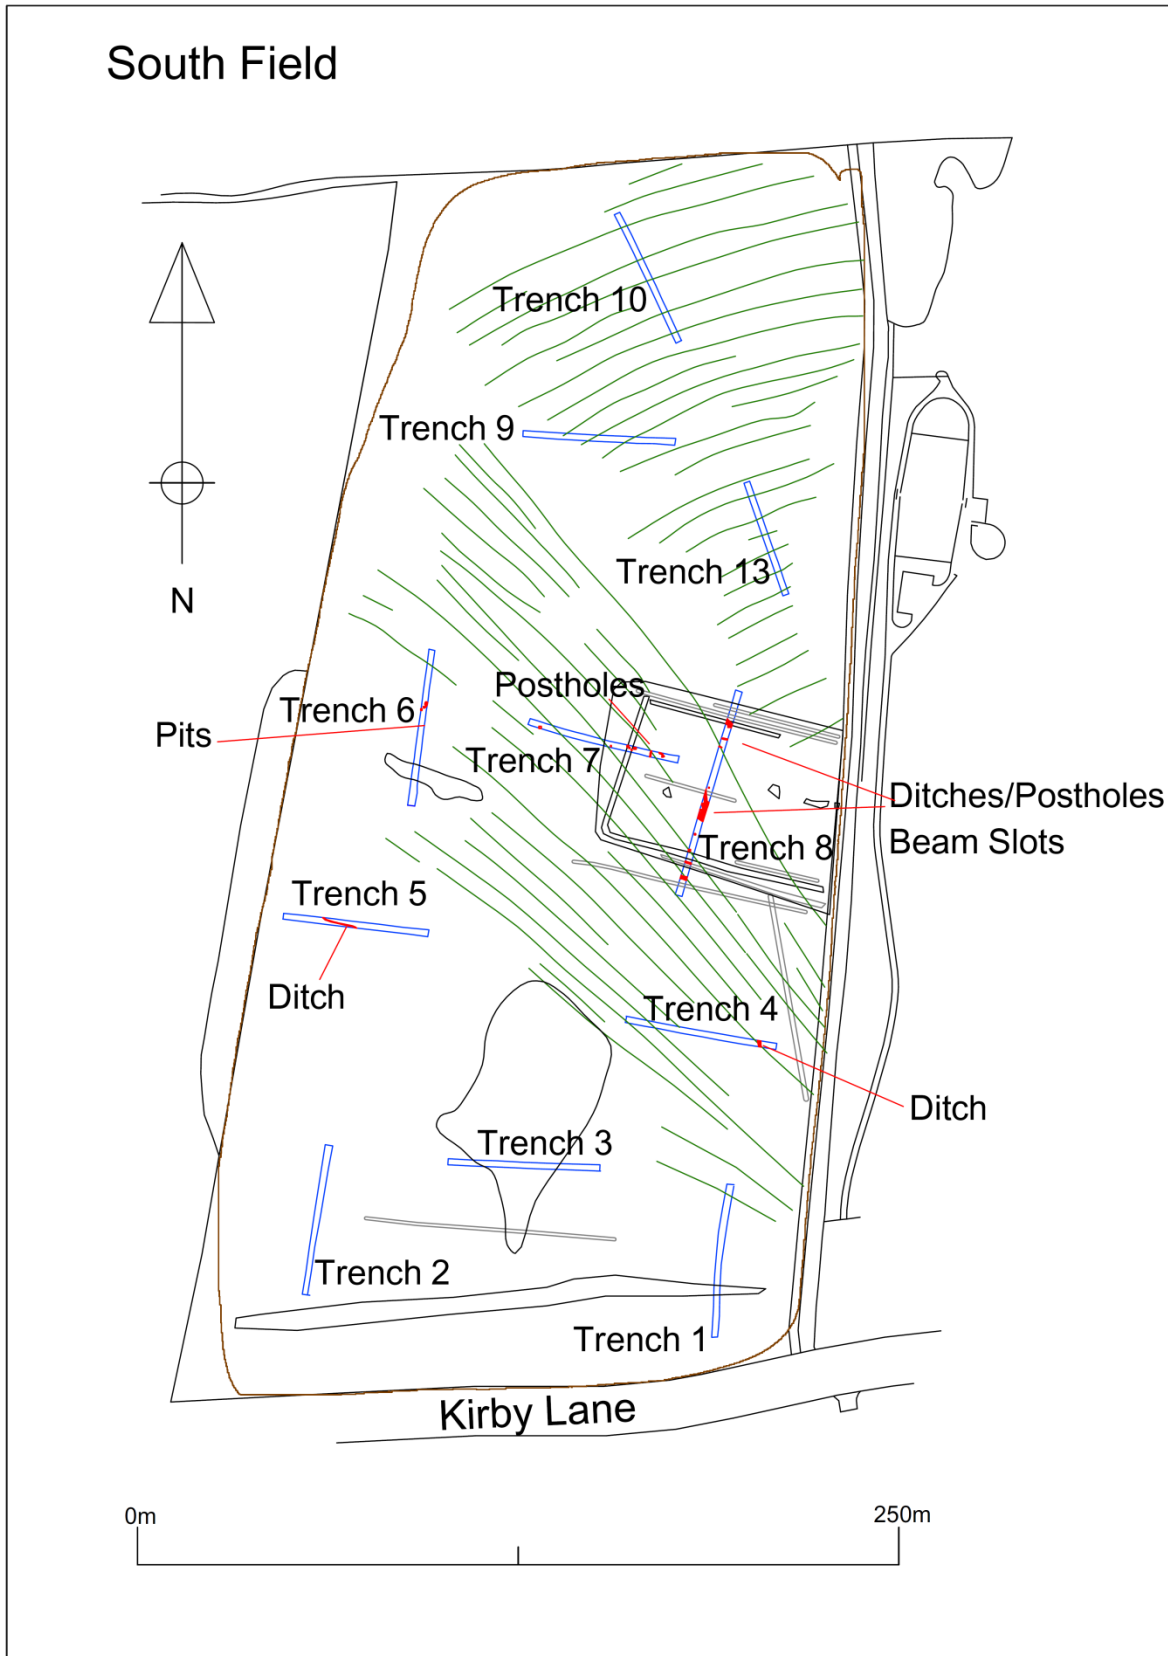 South Field
Trench 10
Trench 9
Trench 13
N
Postholes
Trench 6
Pits
Trench 7
Ditches/Postholes
Beam Slots
Trench 8
Trench 5
Ditch
Trench 4
Ditch
Trench 3
Trench 2
Trench 1
Kirby Lane
0m
250m